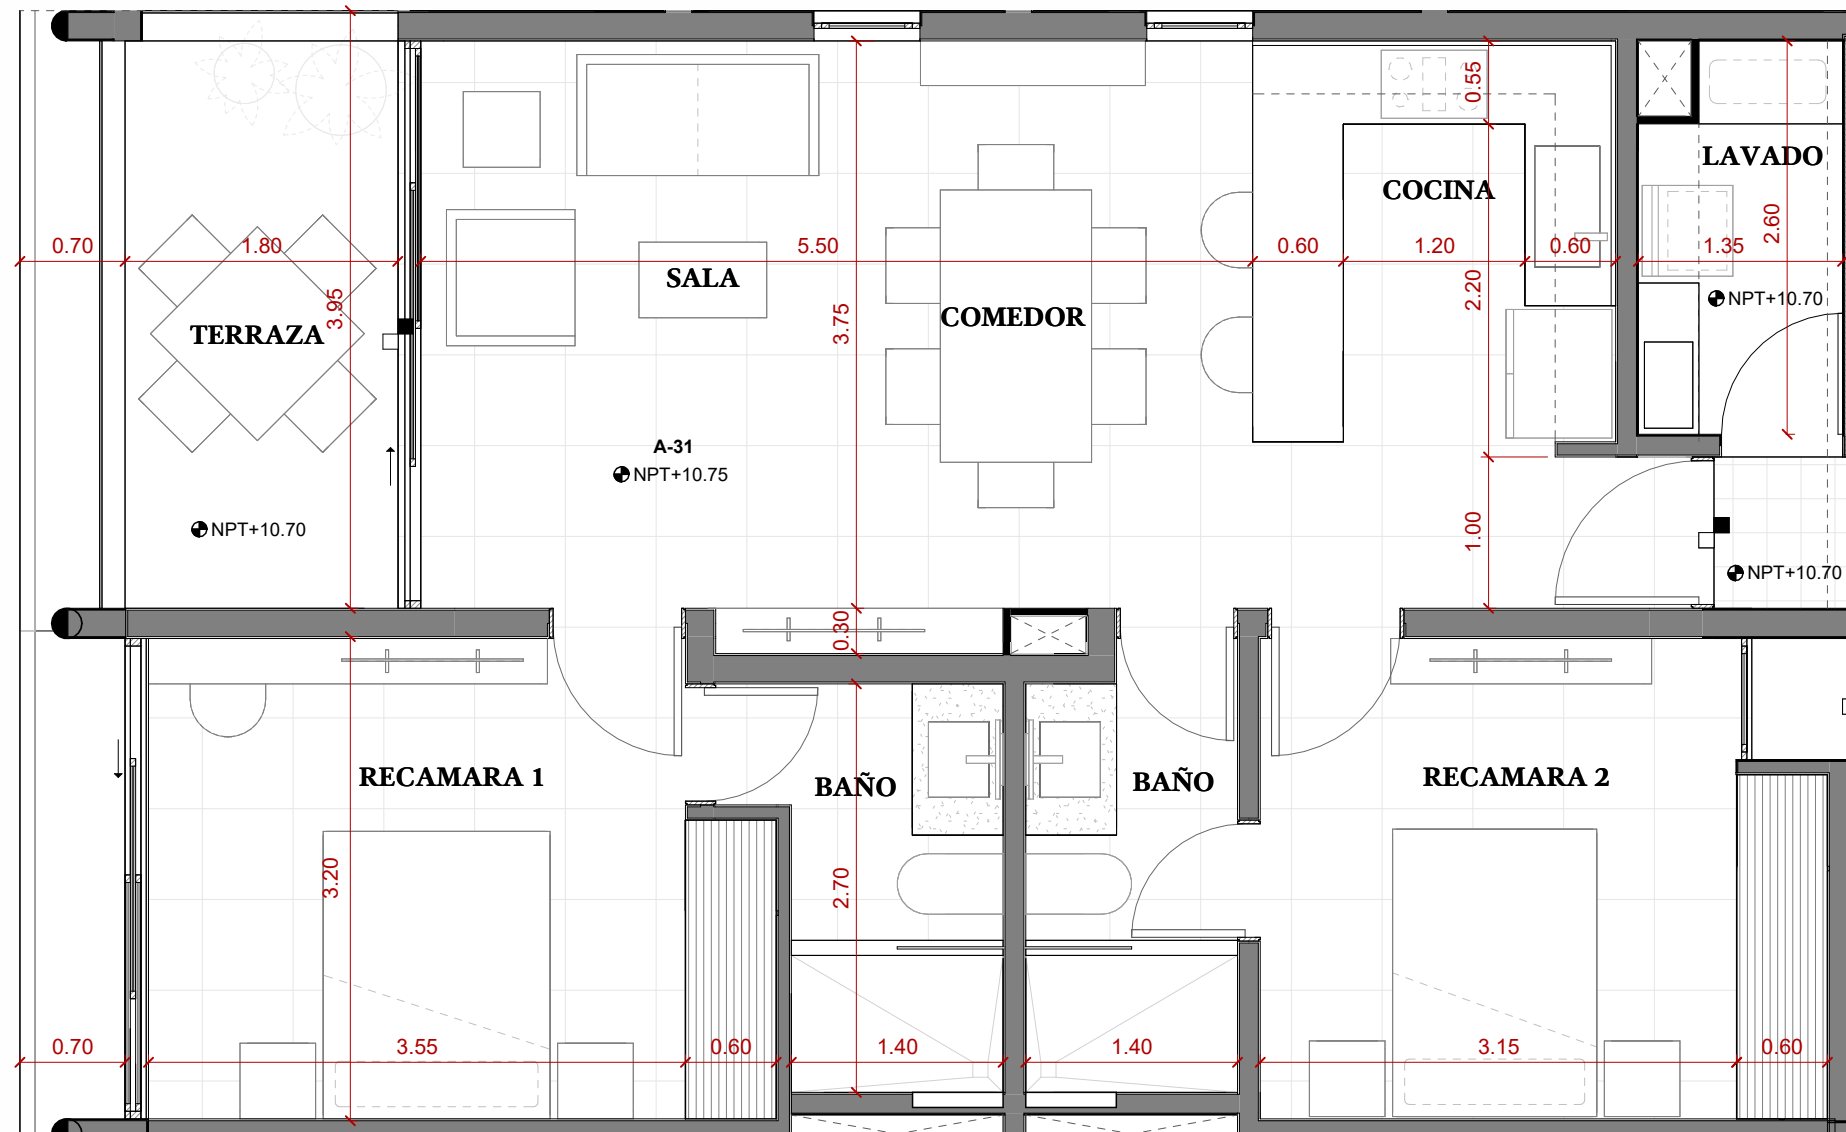 0.55
LAVADO
COCINA
2.60
0.70
1.80
5.50
0.60
1.20
0.60
1.35
SALA
2.20
NPT+10.70
3.95
3.75
COMEDOR
TERRAZA
A-31
NPT+10.75
NPT+10.70
1.00
NPT+10.70
0.30
RECAMARA 1
BAÑO
BAÑO
RECAMARA 2
3.20
2.70
0.70
3.55
0.60
1.40
1.40
3.15
0.60